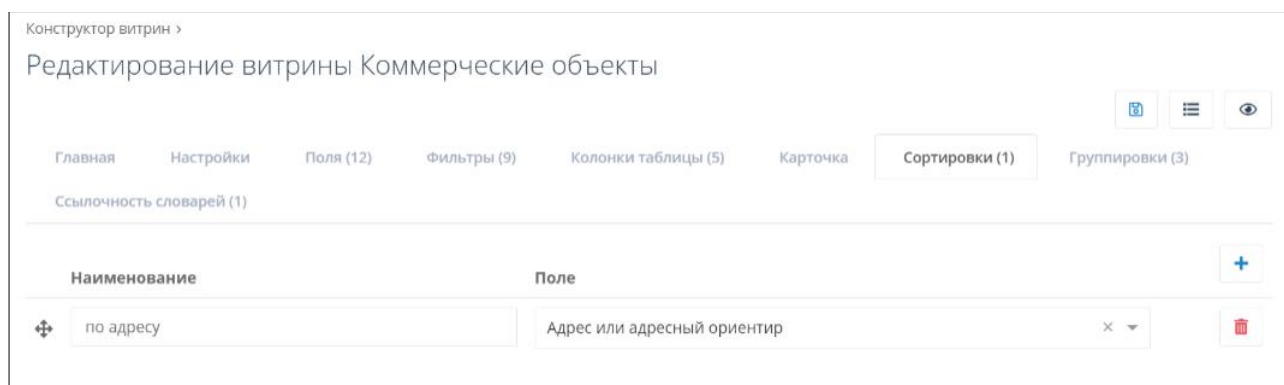 Конструктор витрин ›
Редактирование витрины Коммерческие объекты
Главная Настройки Поля (12) Фильтры (9) Колонки таблицы (5) Карточка Сортировки (1) Группировки (3)
Ссылочность словарей (1)
Наименование Поле
по адресу Адрес или адресный ориентир